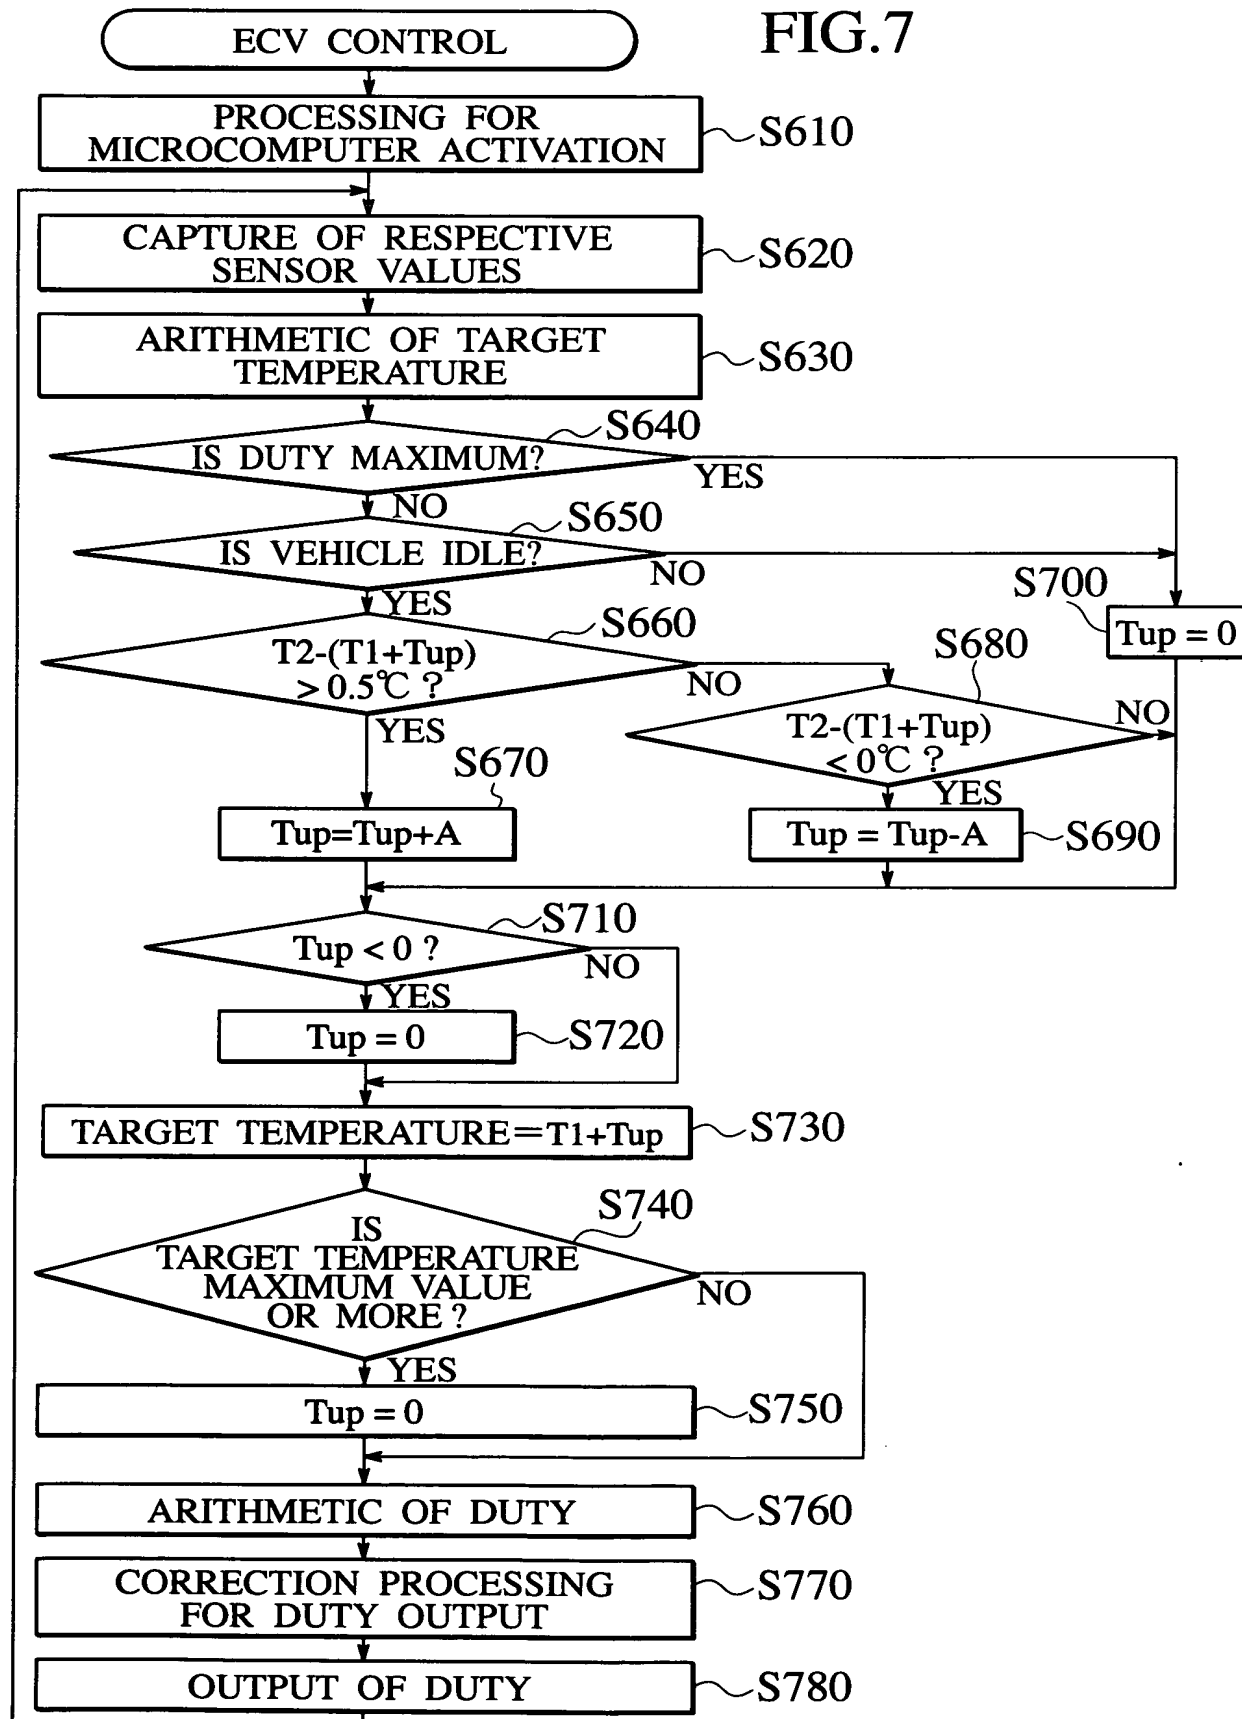 FIG.7
ECV CONTROL
PROCESSING FOR
MICROCOMPUTER ACTIVATION
S610
CAPTURE OF RESPECTIVE
SENSOR VALUES
S620
ARITHMETIC OF TARGET
TEMPERATURE
S630
S640
IS DUTY MAXIMUM?
YES
NO
S650
IS VEHICLE IDLE?
NO
YES
S700
Tup = 0
S660
T2-(T1+Tup)
> 0.5℃ ?
NO
YES
S680
T2-(T1+Tup)
< 0℃ ?
NO
YES
S670
Tup=Tup+A
Tup = Tup-A
S690
S710
Tup < 0 ?
NO
YES
Tup = 0
S720
TARGET TEMPERATURE=T1+Tup
S730
S740
IS
TARGET TEMPERATURE
MAXIMUM VALUE
OR MORE ?
NO
YES
Tup = 0
S750
ARITHMETIC OF DUTY
S760
CORRECTION PROCESSING
FOR DUTY OUTPUT
S770
OUTPUT OF DUTY
S780